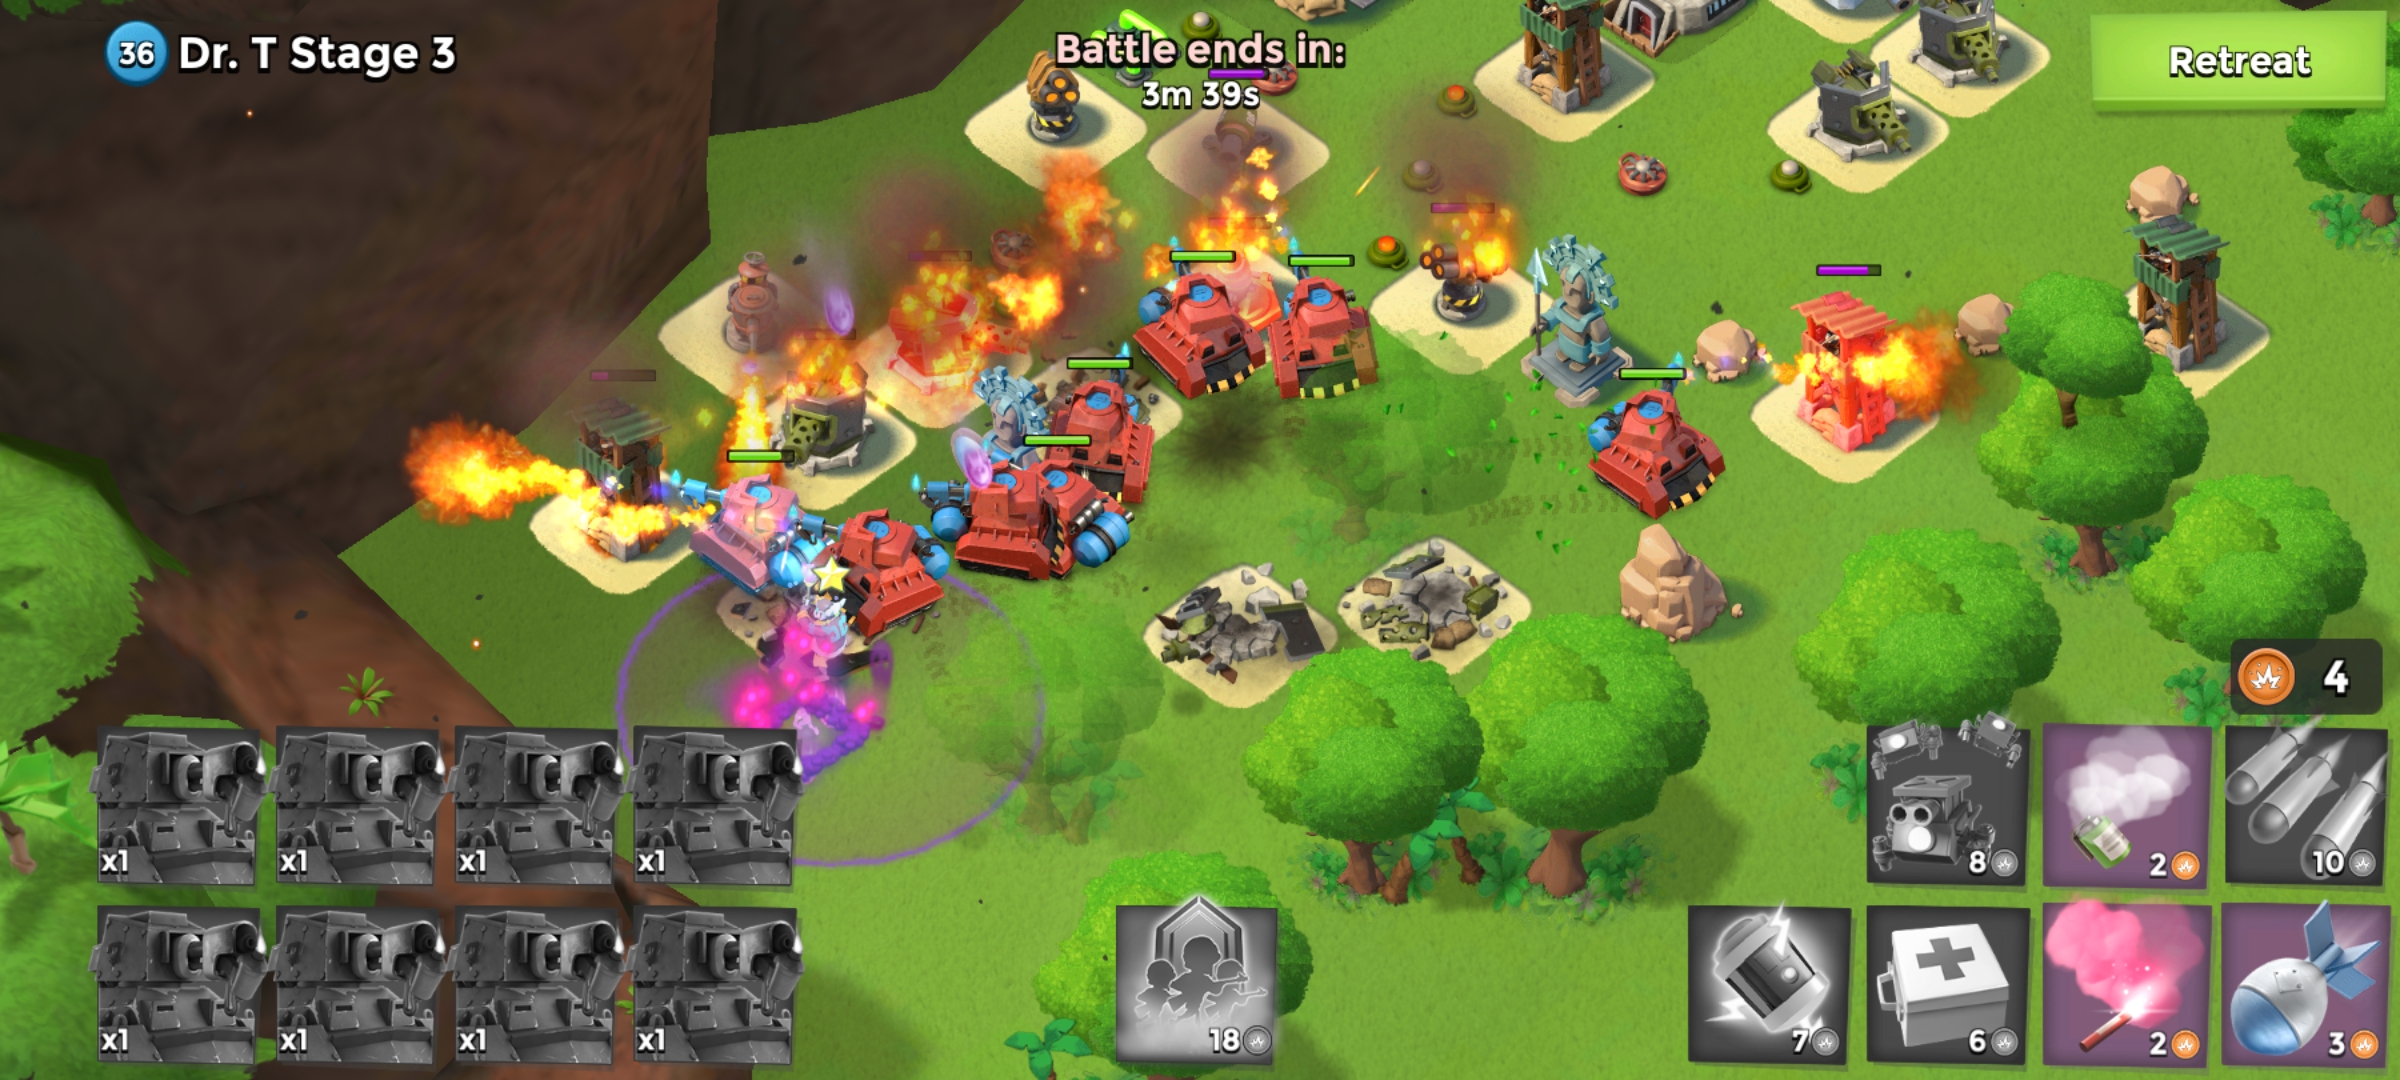 36 Dr. T Stage 3
Battle ends in:
3m 39s
Retreat
4
x1 x1 x1 x1
8 2 10
x1 x1 x1 x1
18
7 6 2 3